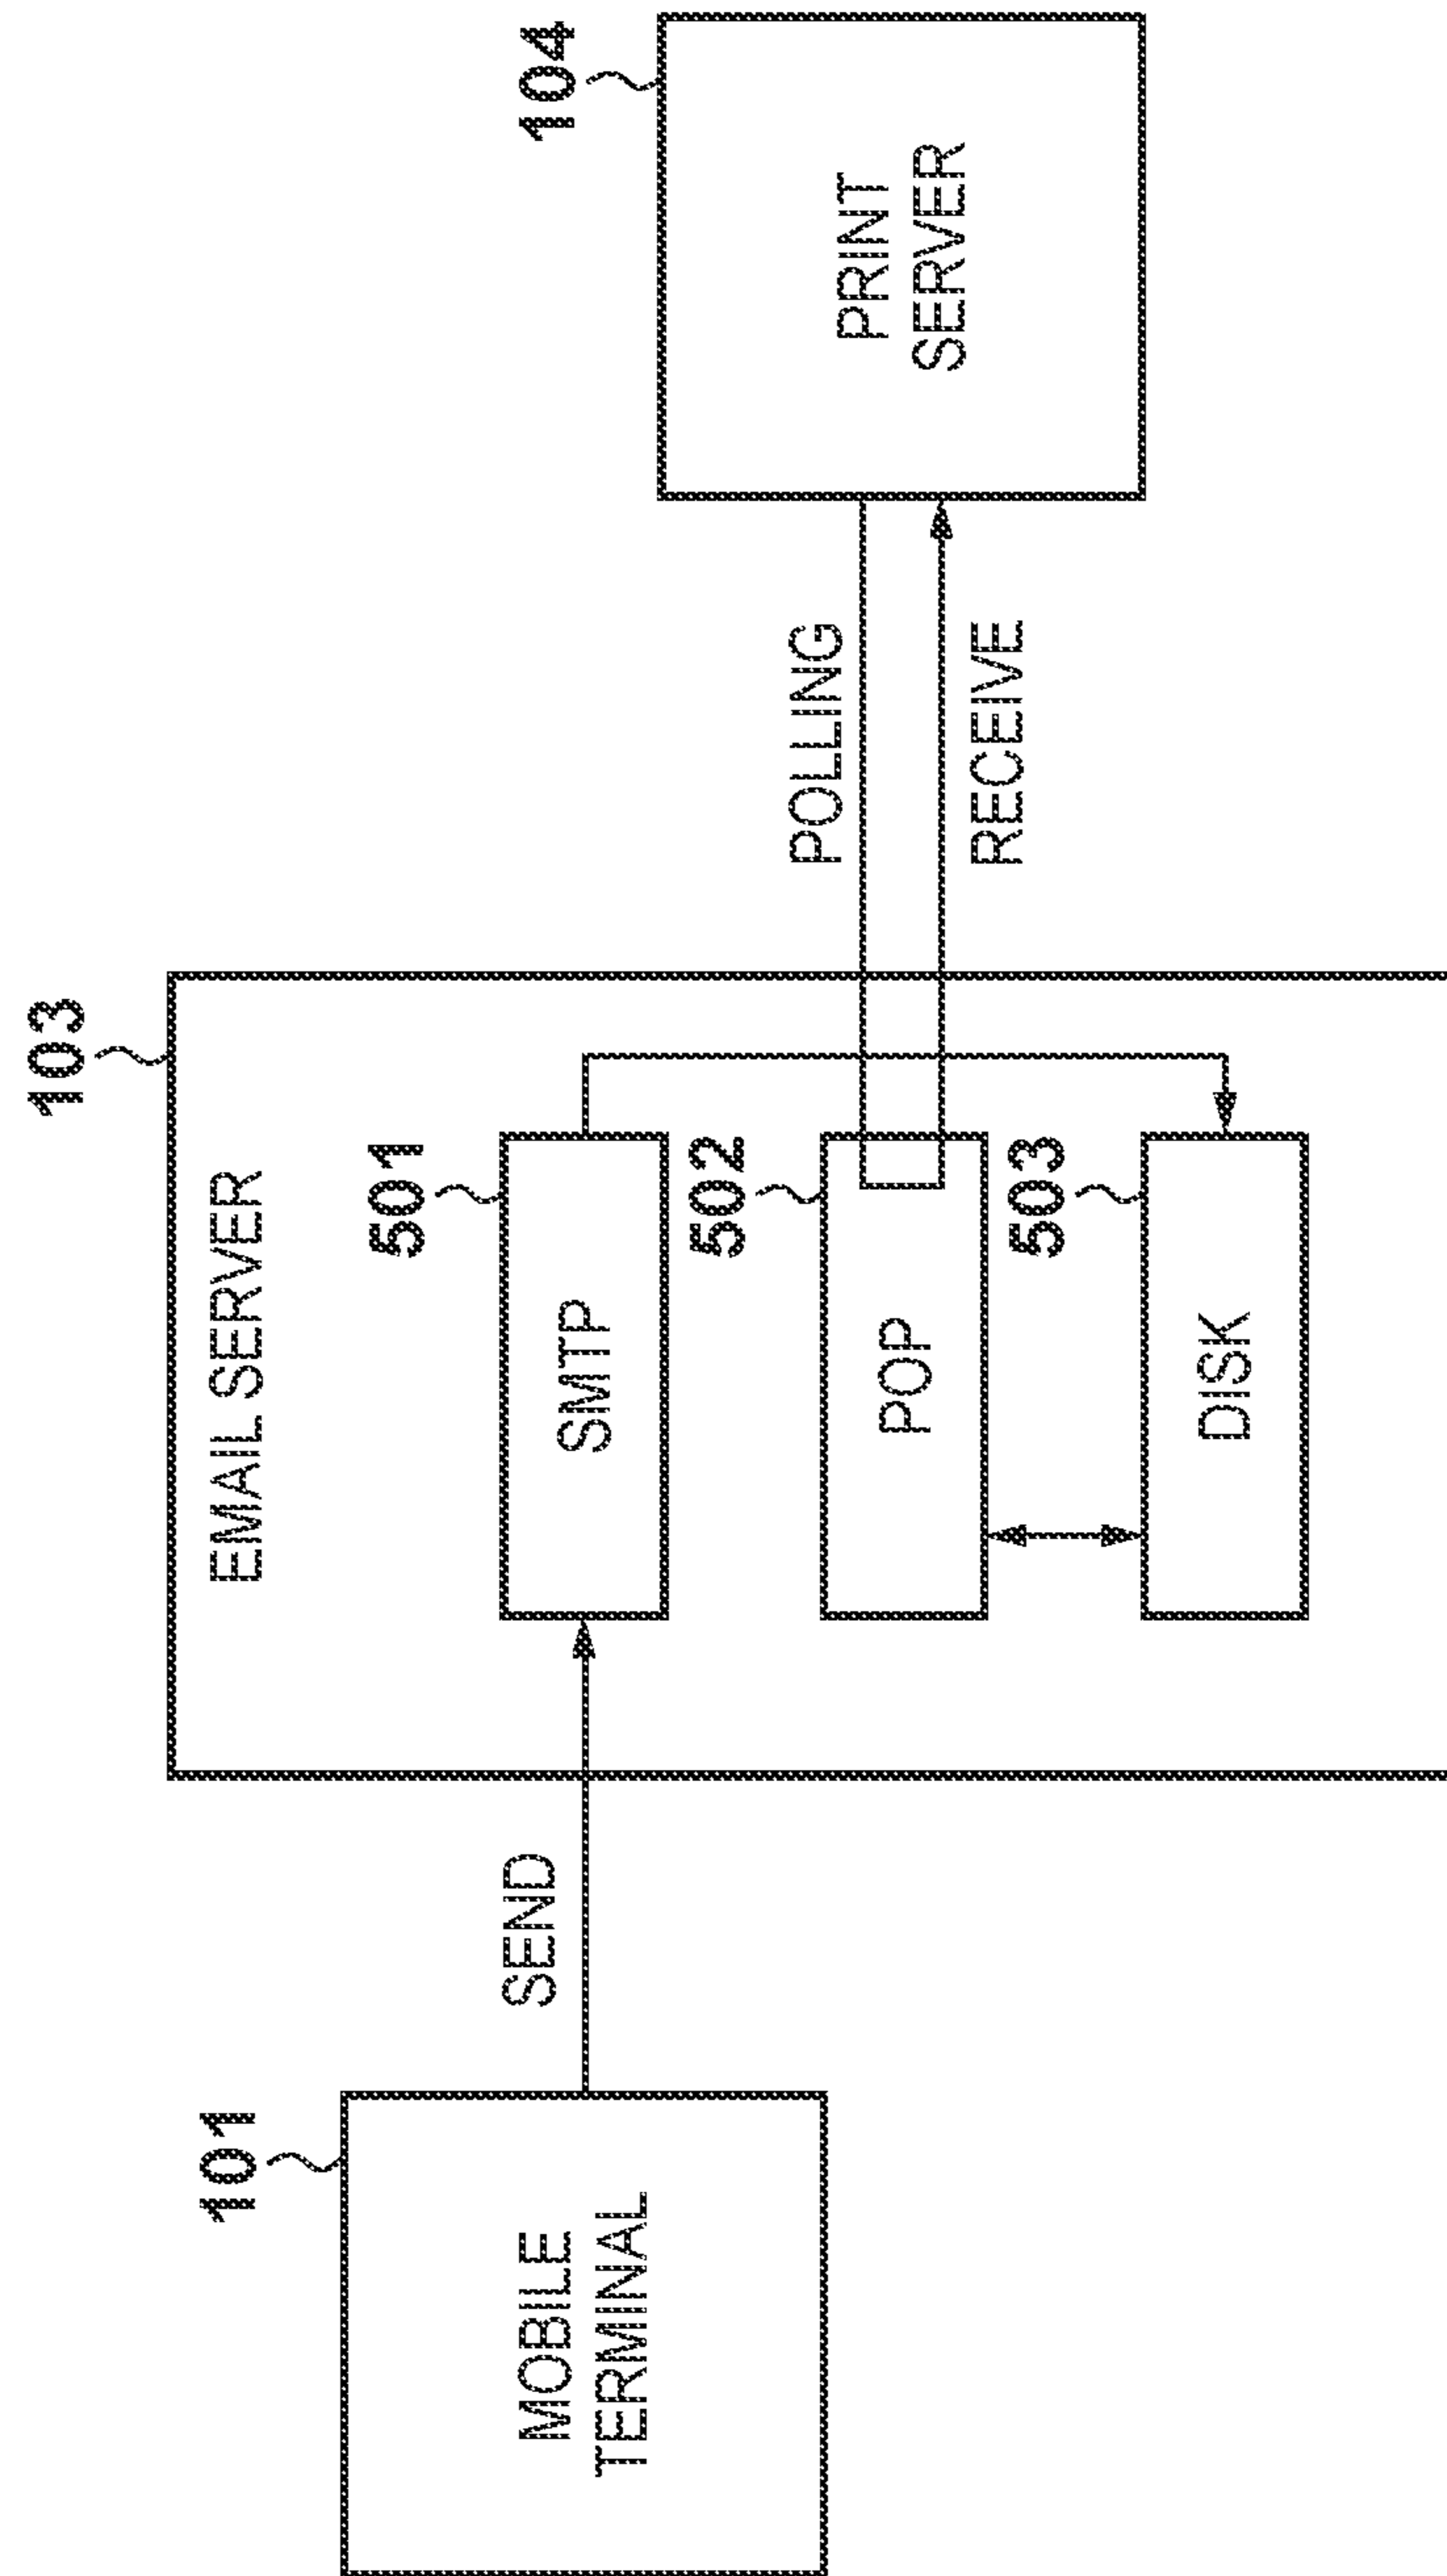 103
EMAIL SERVER
101
MOBILE
TERMINAL
SEND
501
SMTP
502
POP
503
DISK
POLLING
RECEIVE
104
PRINT
SERVER